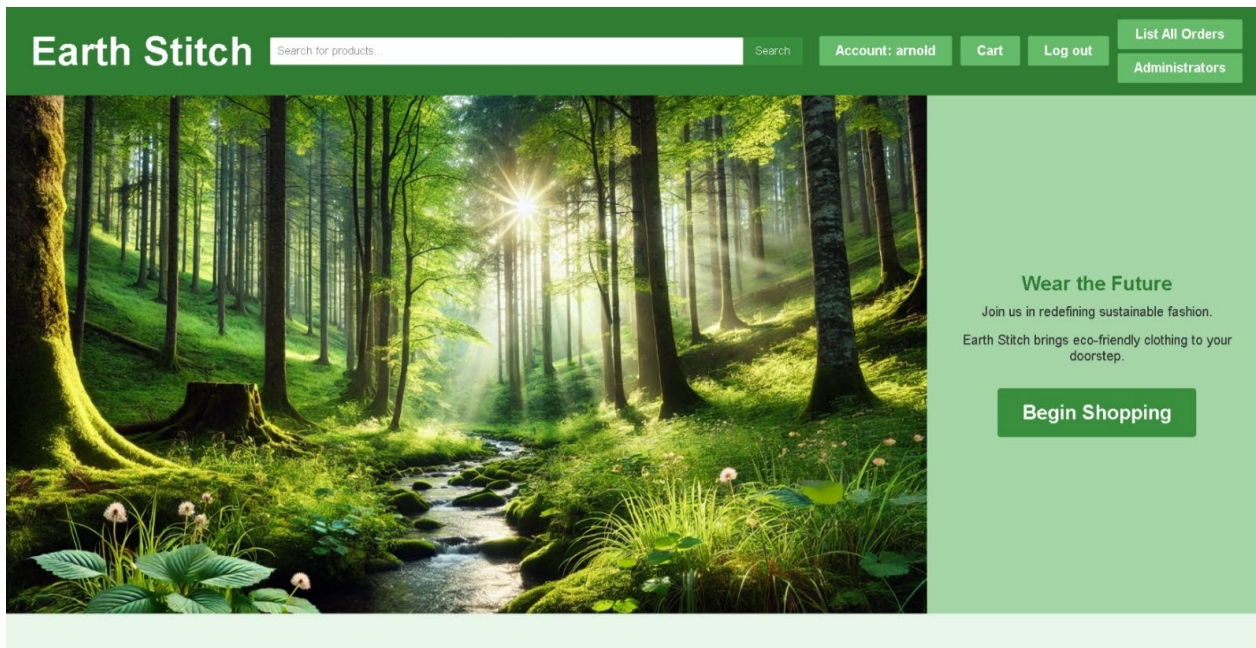 Earth Stitch
Search for products...
Search
Account: arnold
Cart
Log out
List All Orders
Administrators
Wear the Future
Join us in redefining sustainable fashion.
Earth Stitch brings eco-friendly clothing to your
doorstep.
Begin Shopping